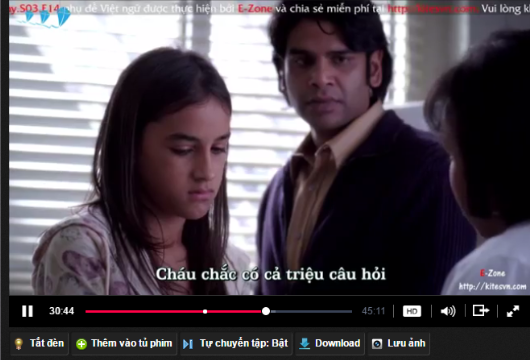 ny.S03 E14 phụ đề Việt ngữ được thực hiện bởi E-Zone và chia sẻ miễn phí tại Vui lòng k
Cháu chắc có cả triệu câu hỏi
E-Zone
http://kitesvn.com
30:44 45:11 HD
Tắt đèn Thêm vào tủ phim Tự chuyển tập: Bật Download Lưu ảnh